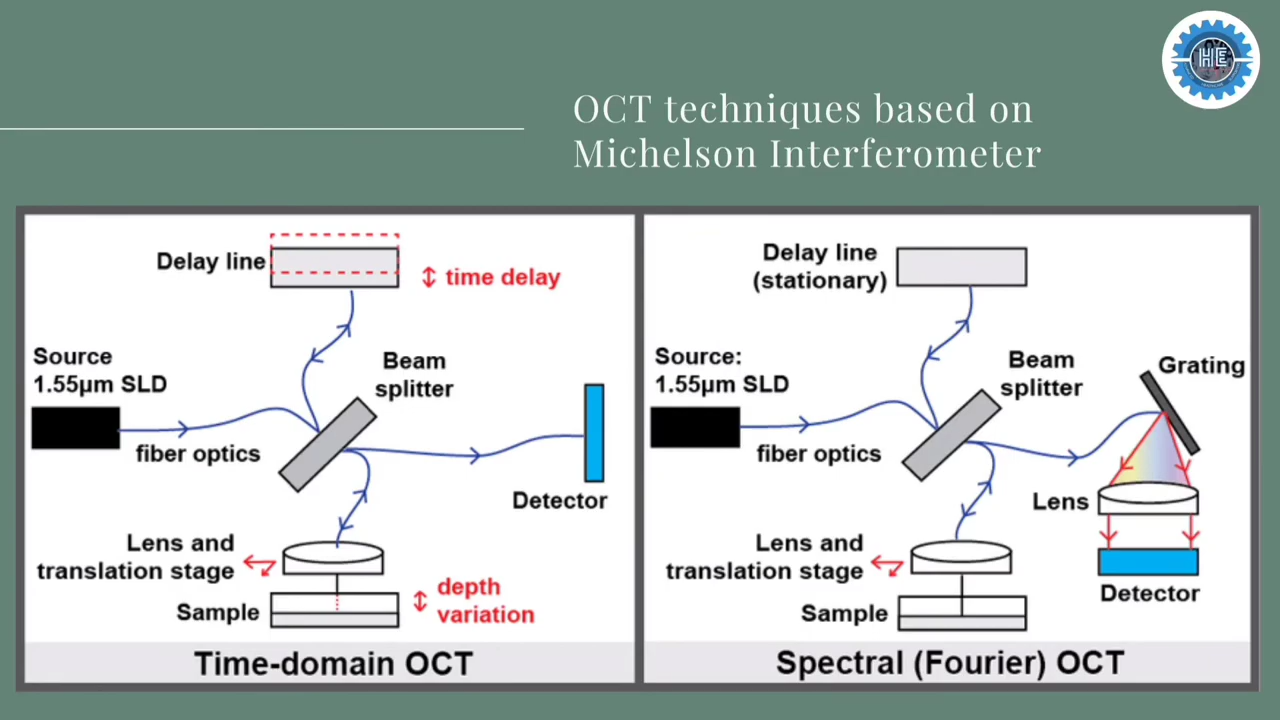 HE
OCT techniques based on
Michelson Interferometer
Delay line
time delay
Source
1.55µm SLD
Beam
splitter
fiber optics
Detector
Lens and
translation stage
depth
variation
Sample
Time-domain OCT
Delay line
(stationary)
Source:
1.55µm SLD
Beam
splitter
Grating
fiber optics
Lens
Lens and
translation stage
Detector
Sample
Spectral (Fourier) OCT